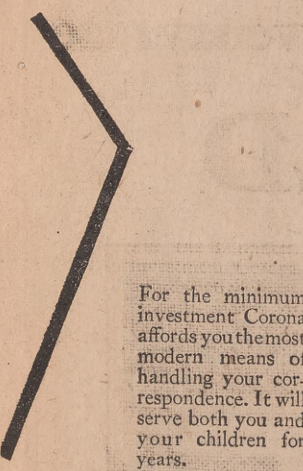 For the minimum
investment Corona
affords you the most
modern means of
handling your cor-
respondence. It will
serve both you and
your children for
years.